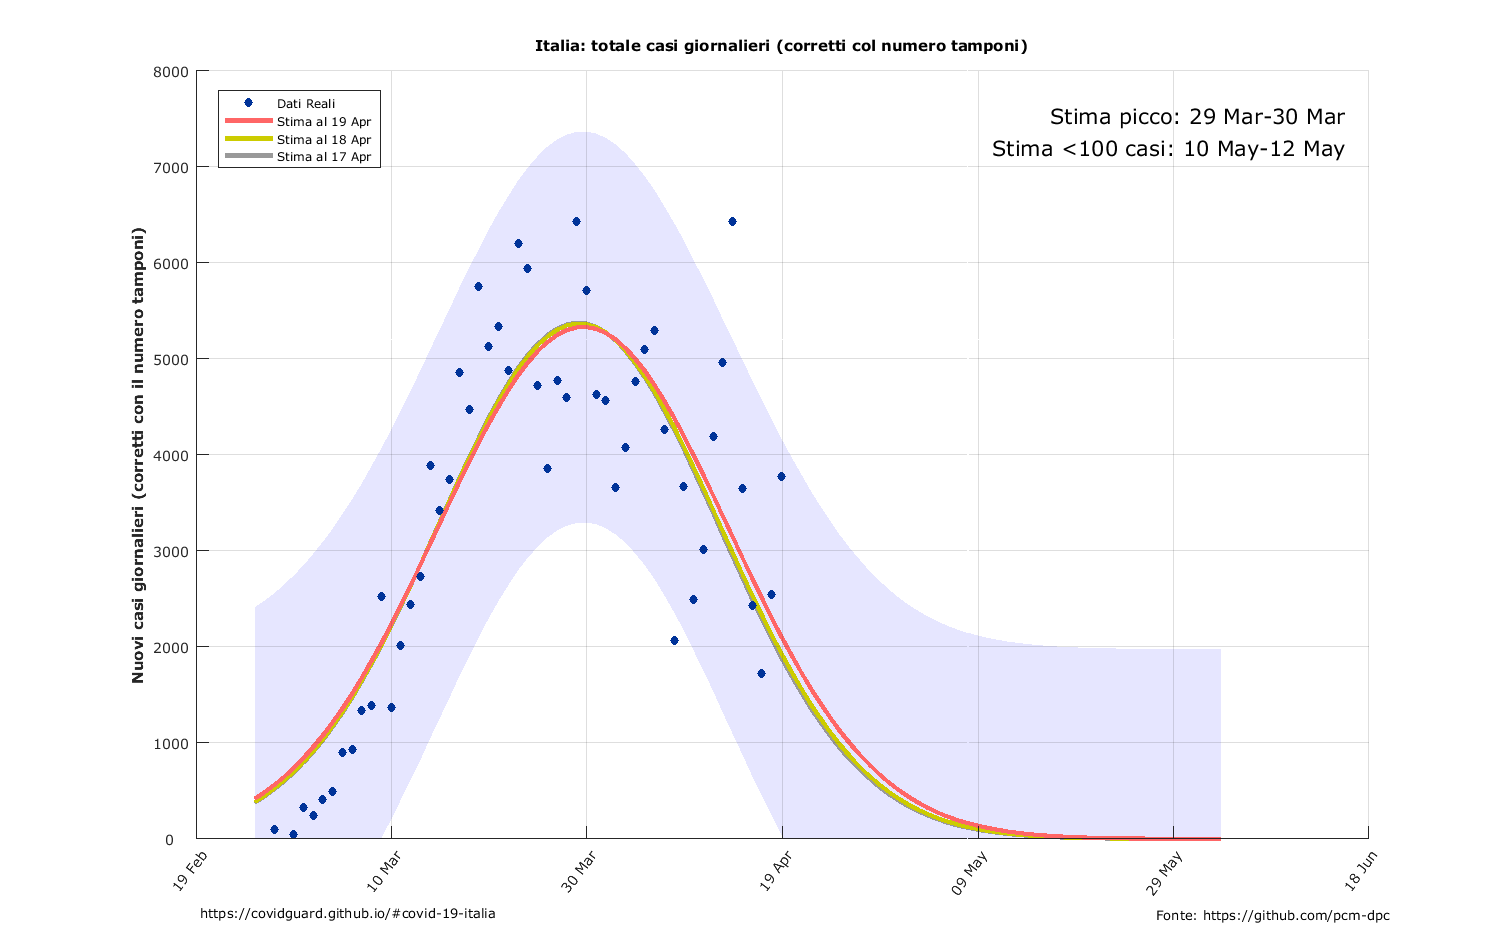 Italia: totale casi giornalieri (corretti col numero tamponi)
8000
7000
6000
5000
4000
3000
2000
1000
0
Nuovi casi giornalieri (corretti con il numero tamponi)
Dati Reali
Stima al 19 Apr
Stima al 18 Apr
Stima al 17 Apr
Stima picco: 29 Mar-30 Mar
Stima <100 casi: 10 May-12 May
19 Feb
10 Mar
30 Mar
19 Apr
09 May
29 May
18 Jun
https://covidguard.github.io/#covid-19-italia
Fonte: https://github.com/pcm-dpc